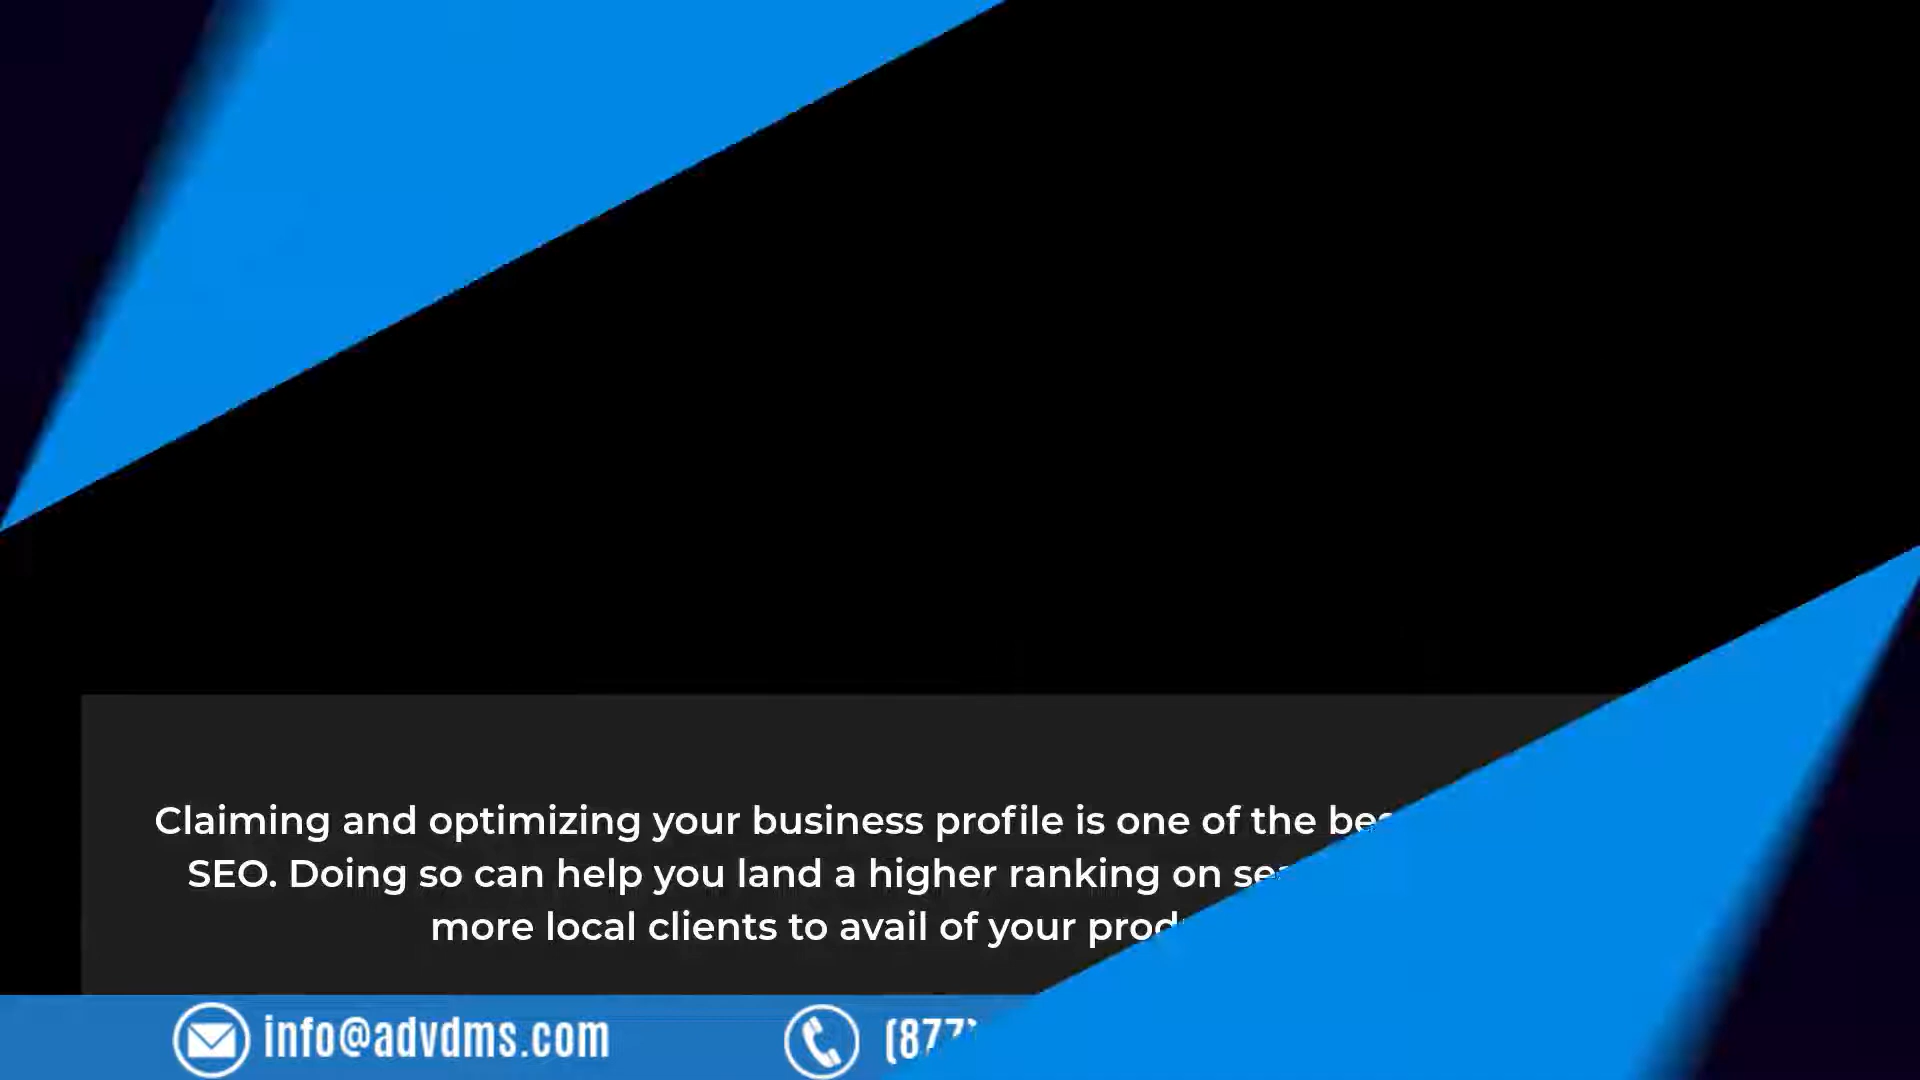 Claiming and optimizing your business profile is one of the
SEO. Doing so can help you land a higher ranking on
more local clients to avail of your
info@advdms.com
(877)